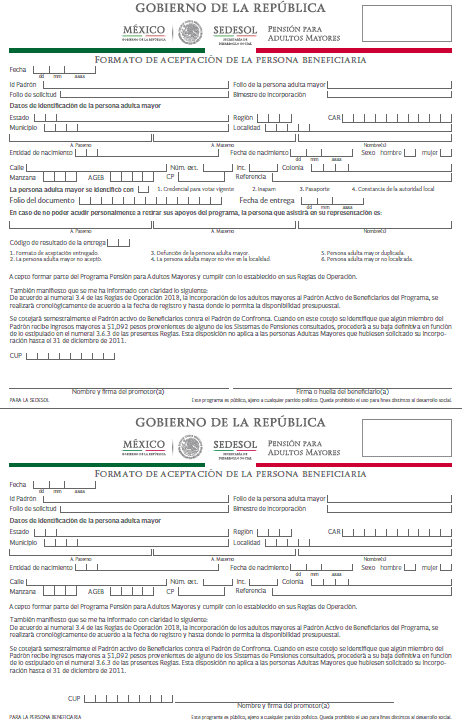 GOBIERNO DE LA REPÚBLICA
MÉXICO SEDESOL PENSIÓN PARA
GOBIERNO DE LA REPÚBLICA SECRETARÍA DE ADULTOS MAYORES
DESARROLLO SOCIAL
FORMATO DE ACEPTACIÓN DE LA PERSONA BENEFICIARIA
Fecha
dd mm aaaa
Id Padrón Folio de la persona adulta mayor
Folio de solicitud Bimestre de Incorporación
Datos de Identificación de la persona adulta mayor
Estado Región CAR
Municipio Localidad
A. Paterno A. Materno Nombre(s)
Entidad de nacimiento Fecha de nacimiento Sexo hombre mujer
dd mm aaaa
Calle Núm. ext. Int. Colonia
Manzana AGEB CP Referencia
La persona adulta mayor se identificó con 1. Credencial para votar vigente 2. Inapam 3. Pasaporte 4. Constancia de la autoridad local
Folio del documento Fecha de entrega
dd mm aaaa
En caso de no poder acudir personalmente a retirar sus apoyos del programa, la persona que asistirá en su representación es:
A. Paterno A. Materno Nombre(s)
Código de resultado de la entrega
1. Formato de aceptación entregado. 3. Defunción de la persona adulta mayor. 5. Persona mayor duplicada.
2. La persona adulta mayor no aceptó. 4. La persona adulta mayor no vive en la localidad. 6. Persona adulta mayor no localizada.
Acepto formar parte del Programa Pensión para Adultos Mayores y cumplir con lo establecido en sus Reglas de Operación.
También manifiesto que se me ha informado con claridad lo siguiente:
De acuerdo al numeral 3.4 de las Reglas de Operación 2018, la incorporación de los adultos mayores al Padrón Activo de Beneficiarios del Programa, se
realizará cronológicamente de acuerdo a la fecha de registro y hasta donde lo permita la disponibilidad presupuestal.
Se cotejará semestralmente el Padrón activo de Beneficiarios contra el Padrón de Confronta. Cuando en este cotejo se identifique que algún miembro del
Padrón recibe ingresos mayores a $1,092 pesos provenientes de alguno de los Sistemas de Pensiones consultados, procederá a su baja definitiva en función
de lo estipulado en el numeral 3.6.3 de las presentes Reglas. Esta disposición no aplica a las personas Adultas Mayores que hubiesen solicitado su incorpo-
ración hasta el 31 de diciembre de 2011.
CUP
Nombre y firma del promotor(a) Firma o huella del beneficiario(a)
PARA LA SEDESOL Este programa es público, ajeno a cualquier partido político. Queda prohibido el uso para fines distintos al desarrollo social.
GOBIERNO DE LA REPÚBLICA
MÉXICO SEDESOL PENSIÓN PARA
GOBIERNO DE LA REPÚBLICA SECRETARÍA DE ADULTOS MAYORES
DESARROLLO SOCIAL
FORMATO DE ACEPTACIÓN DE LA PERSONA BENEFICIARIA
Fecha
dd mm aaaa
Id Padrón Folio de la persona adulta mayor
Folio de solicitud Bimestre de Incorporación
Datos de Identificación de la persona adulta mayor
Estado Región CAR
Municipio Localidad
A. Paterno A. Materno Nombre(s)
Entidad de nacimiento Fecha de nacimiento Sexo hombre mujer
dd mm aaaa
Calle Núm. ext. Int. Colonia
Manzana AGEB CP Referencia
Acepto formar parte del Programa Pensión para Adultos Mayores y cumplir con lo establecido en sus Reglas de Operación.
También manifiesto que se me ha informado con claridad lo siguiente:
De acuerdo al numeral 3.4 de las Reglas de Operación 2018, la incorporación de los adultos mayores al Padrón Activo de Beneficiarios del Programa, se
realizará cronológicamente de acuerdo a la fecha de registro y hasta donde lo permita la disponibilidad presupuestal.
Se cotejará semestralmente el Padrón activo de Beneficiarios contra el Padrón de Confronta. Cuando en este cotejo se identifique que algún miembro del
Padrón recibe ingresos mayores a $1,092 pesos provenientes de alguno de los Sistemas de Pensiones consultados, procederá a su baja definitiva en función
de lo estipulado en el numeral 3.6.3 de las presentes Reglas. Esta disposición no aplica a las personas Adultas Mayores que hubiesen solicitado su incorpo-
ración hasta el 31 de diciembre de 2011.
CUP
Nombre y firma del promotor(a)
PARA LA PERSONA BENEFICIARIA Este programa es público, ajeno a cualquier partido político. Queda prohibido el uso para fines distintos al desarrollo social.